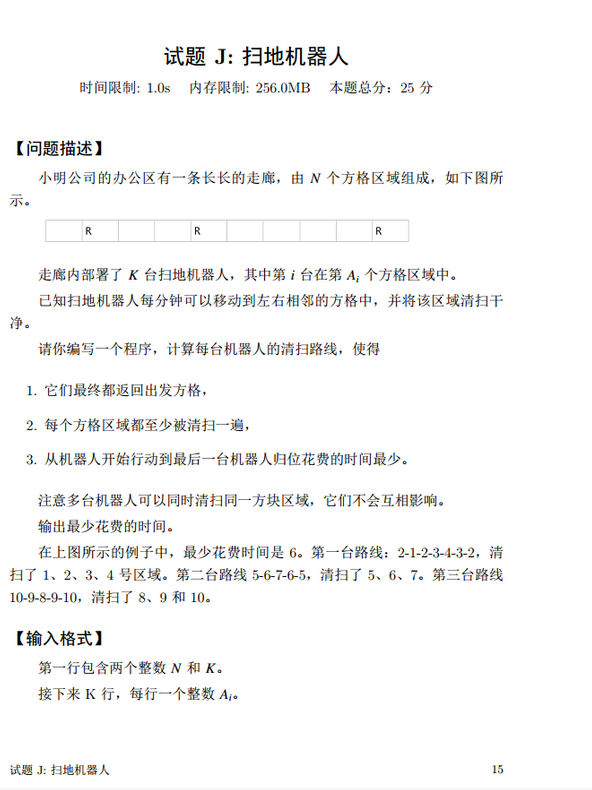 试题 J: 扫地机器人
时间限制: 1.0s 内存限制: 256.0MB 本题总分：25 分
【问题描述】
小明公司的办公区有一条长长的走廊，由 N 个方格区域组成，如下图所
示。
R R R
走廊内部署了 K 台扫地机器人，其中第 i 台在第 Ai 个方格区域中。
已知扫地机器人每分钟可以移动到左右相邻的方格中，并将该区域清扫干
净。
请你编写一个程序，计算每台机器人的清扫路线，使得
1. 它们最终都返回出发方格，
2. 每个方格区域都至少被清扫一遍，
3. 从机器人开始行动到最后一台机器人归位花费的时间最少。
注意多台机器人可以同时清扫同一方块区域，它们不会互相影响。
输出最少花费的时间。
在上图所示的例子中，最少花费时间是 6。第一台路线：2-1-2-3-4-3-2，清
扫了 1、2、3、4 号区域。第二台路线 5-6-7-6-5，清扫了 5、6、7。第三台路线
10-9-8-9-10，清扫了 8、9 和 10。
【输入格式】
第一行包含两个整数 N 和 K。
接下来 K 行，每行一个整数 Ai。
试题 J: 扫地机器人 15